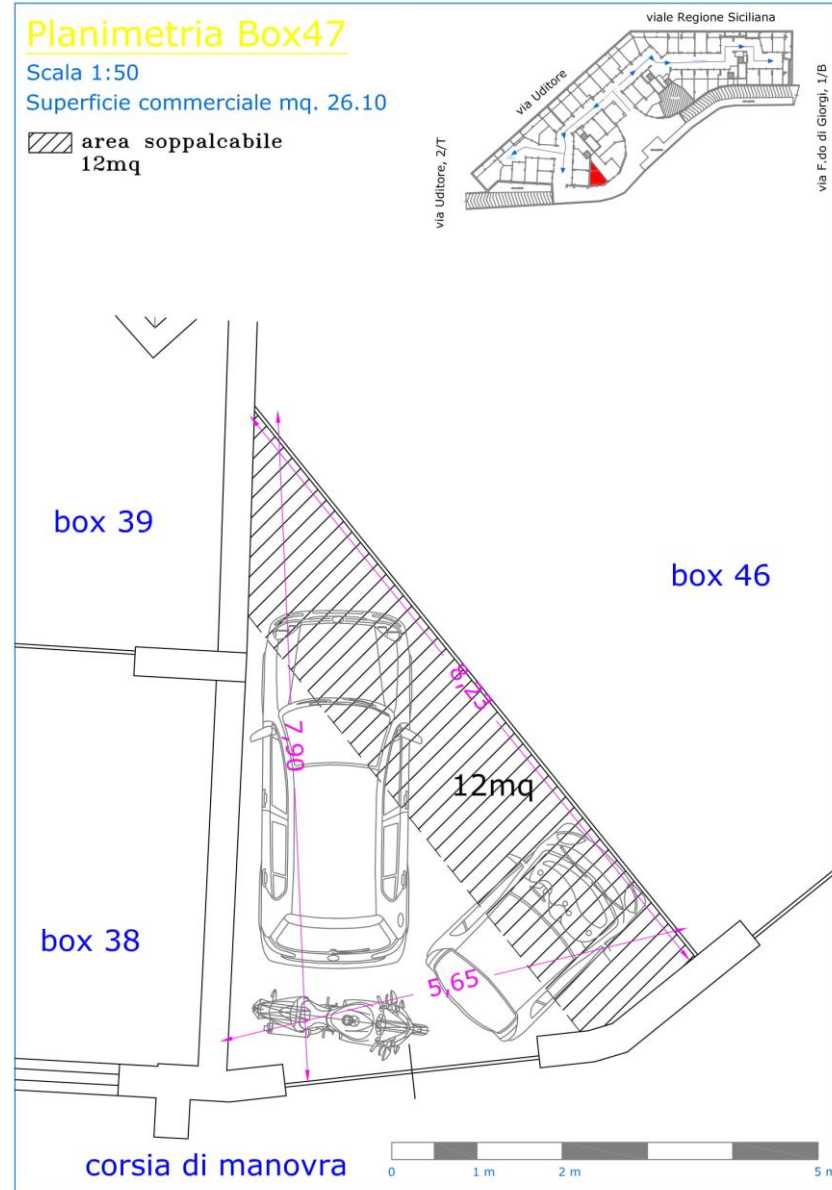 Planimetria Box47
Scala 1:50
Superficie commerciale mq. 26.10
area soppalcabile
12mq
viale Regione Siciliana
via Uditore
via Uditore, 2/T
via F.do di Giorgi, 1/B
box 39
box 46
8,23
7,90
12mq
box 38
5,65
corsia di manovra
0 1 m 2 m 5 m